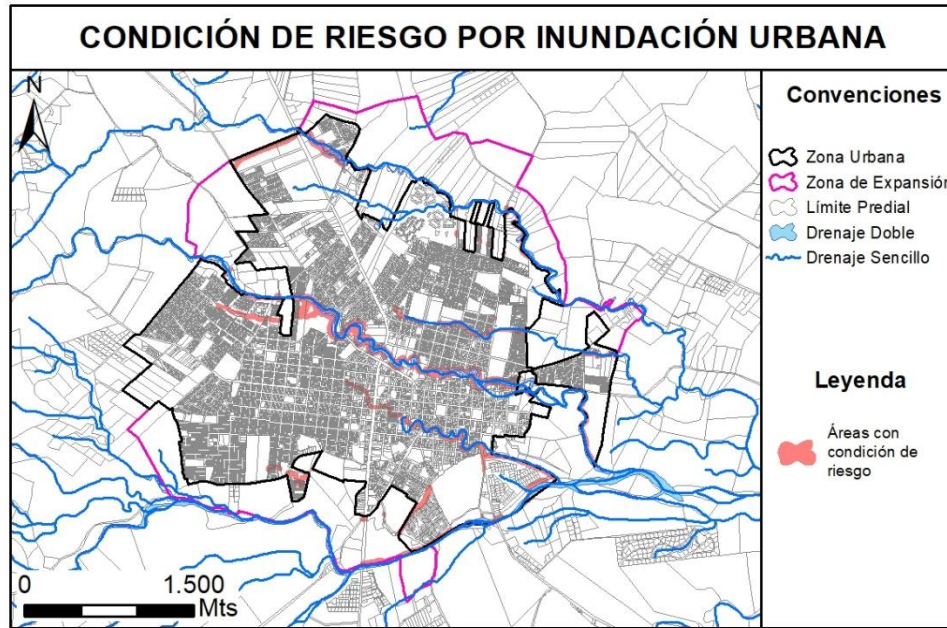 CONDICIÓN DE RIESGO POR INUNDACIÓN URBANA
N
0 1.500
Mts
Convenciones
Zona Urbana
Zona de Expansión
Límite Predial
Drenaje Doble
Drenaje Sencillo
Leyenda
Áreas con
condición de
riesgo